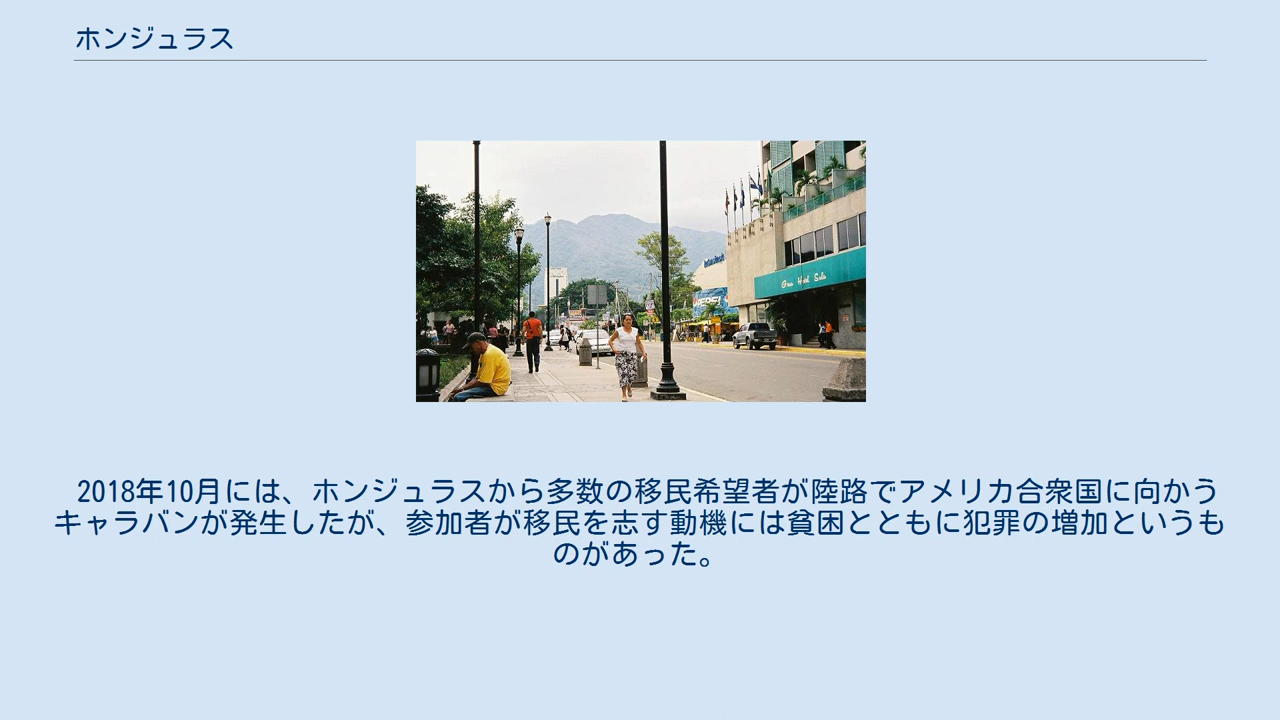 ホンジュラス
Gran Hotel Sula
PEPSI
2018年10月には、ホンジュラスから多数の移民希望者が陸路でアメリカ合衆国に向かう
キャラバンが発生したが、参加者が移民を志す動機には貧困とともに犯罪の増加というも
のがあった。